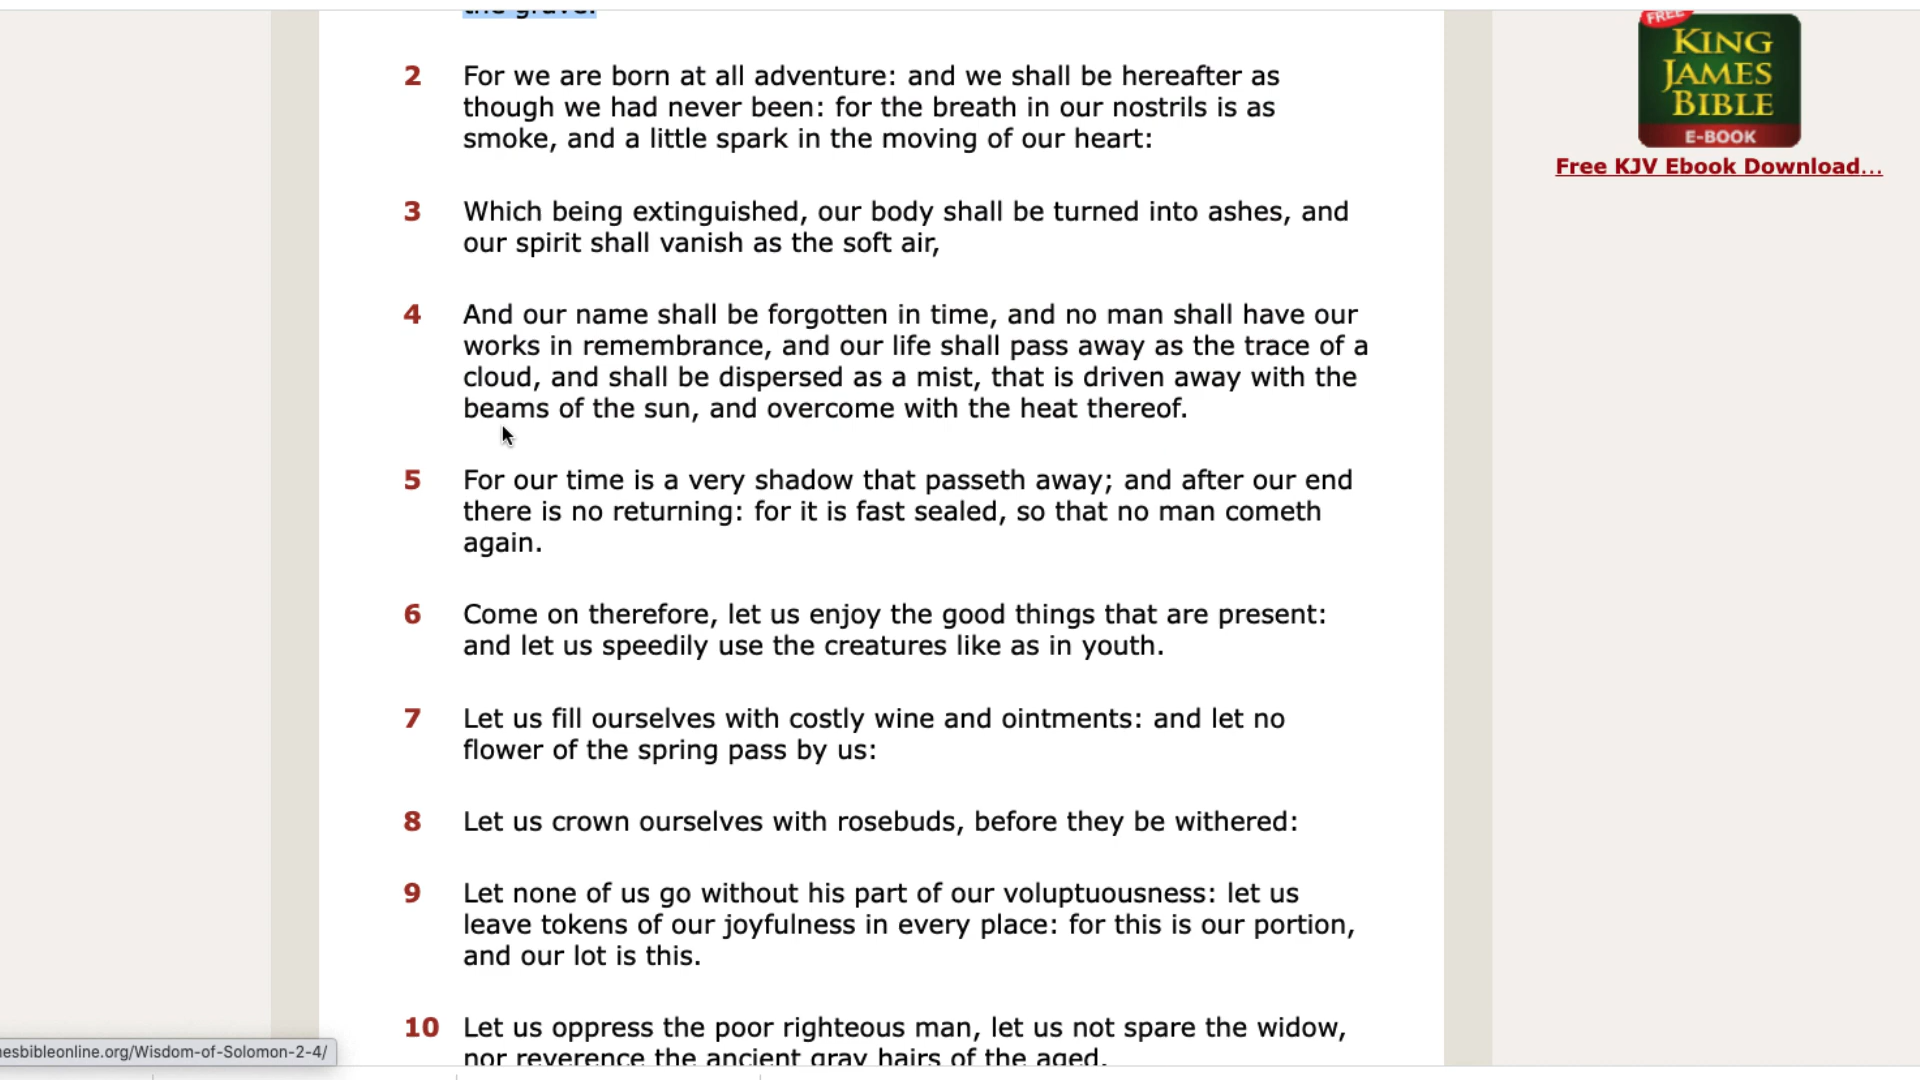 the grave.
2 For we are born at all adventure: and we shall be hereafter as
though we had never been: for the breath in our nostrils is as
smoke, and a little spark in the moving of our heart:
3 Which being extinguished, our body shall be turned into ashes, and
our spirit shall vanish as the soft air,
4 And our name shall be forgotten in time, and no man shall have our
works in remembrance, and our life shall pass away as the trace of a
cloud, and shall be dispersed as a mist, that is driven away with the
beams of the sun, and overcome with the heat thereof.
5 For our time is a very shadow that passeth away; and after our end
there is no returning: for it is fast sealed, so that no man cometh
again.
6 Come on therefore, let us enjoy the good things that are present:
and let us speedily use the creatures like as in youth.
7 Let us fill ourselves with costly wine and ointments: and let no
flower of the spring pass by us:
8 Let us crown ourselves with rosebuds, before they be withered:
9 Let none of us go without his part of our voluptuousness: let us
leave tokens of our joyfulness in every place: for this is our portion,
and our lot is this.
10 Let us oppress the poor righteous man, let us not spare the widow,
nor reverence the ancient gray hairs of the aged.
FREE
KING
JAMES
BIBLE
E-BOOK
Free KJV Ebook Download...
nesbibleonline.org/Wisdom-of-Solomon-2-4/